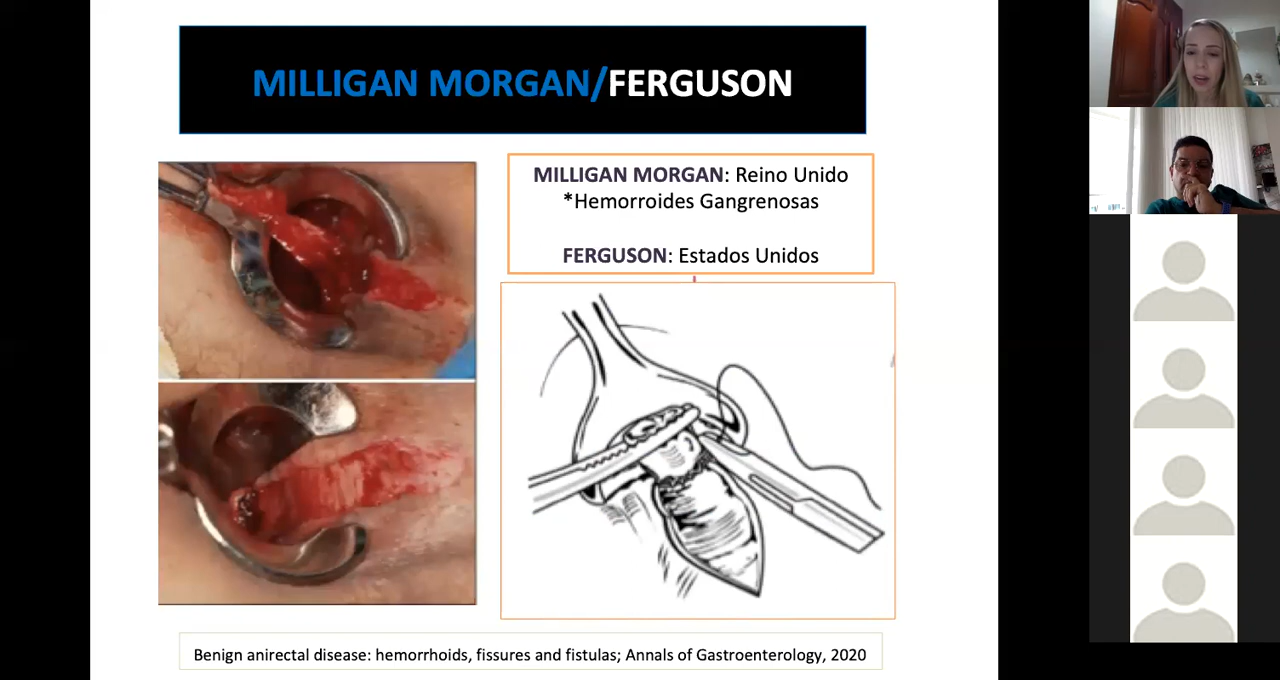 MILLIGAN MORGAN/FERGUSON
MILLIGAN MORGAN: Reino Unido
*Hemorroides Gangrenosas
FERGUSON: Estados Unidos
Benign anirectal disease: hemorrhoids, fissures and fistulas; Annals of Gastroenterology, 2020